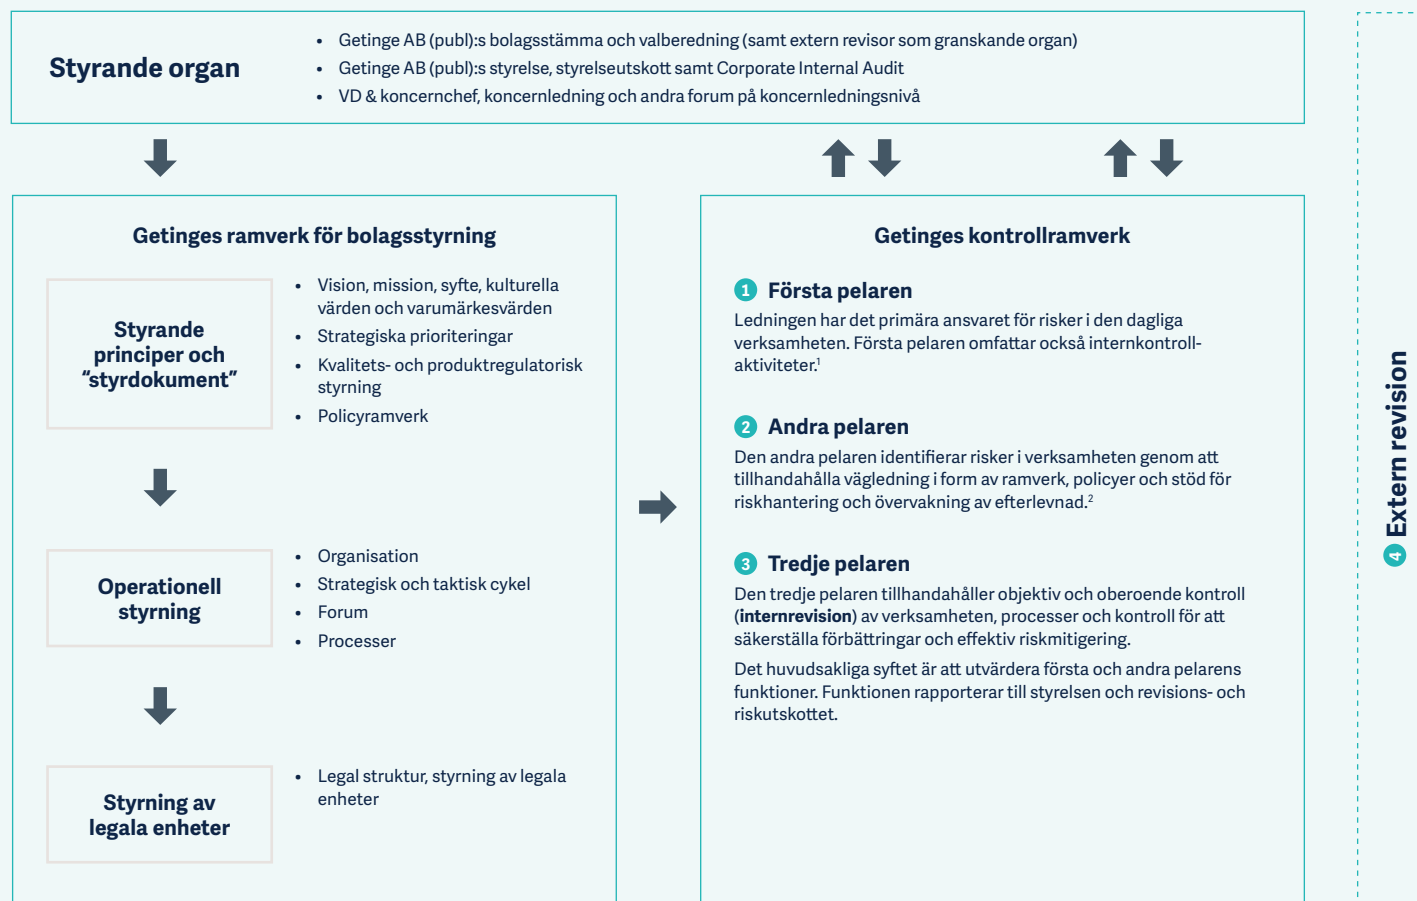 Styrande organ
• Getinge AB (publ):s bolagsstämma och valberedning (samt extern revisor som granskande organ)
• Getinge AB (publ):s styrelse, styrelseutskott samt Corporate Internal Audit
• VD & koncernchef, koncernledning och andra forum på koncernledningsnivå
Getinges ramverk för bolagsstyrning
Styrande
principer och
“styrdokument”
• Vision, mission, syfte, kulturella
värden och varumärkesvärden
• Strategiska prioriteringar
• Kvalitets- och produktregulatorisk
styrning
• Policyramverk
Operationell
styrning
• Organisation
• Strategisk och taktisk cykel
• Forum
• Processer
Styrning av
legala enheter
• Legal struktur, styrning av legala
enheter
Getinges kontrollramverk
1 Första pelaren
Ledningen har det primära ansvaret för risker i den dagliga
verksamheten. Första pelaren omfattar också internkontroll-
aktiviteter.¹
2 Andra pelaren
Den andra pelaren identifierar risker i verksamheten genom att
tillhandahålla vägledning i form av ramverk, policyer och stöd för
riskhantering och övervakning av efterlevnad.²
3 Tredje pelaren
Den tredje pelaren tillhandahåller objektiv och oberoende kontroll
(internrevision) av verksamheten, processer och kontroll för att
säkerställa förbättringar och effektiv riskmitigering.
Det huvudsakliga syftet är att utvärdera första och andra pelarens
funktioner. Funktionen rapporterar till styrelsen och revisions- och
riskutskottet.
4 Extern revision